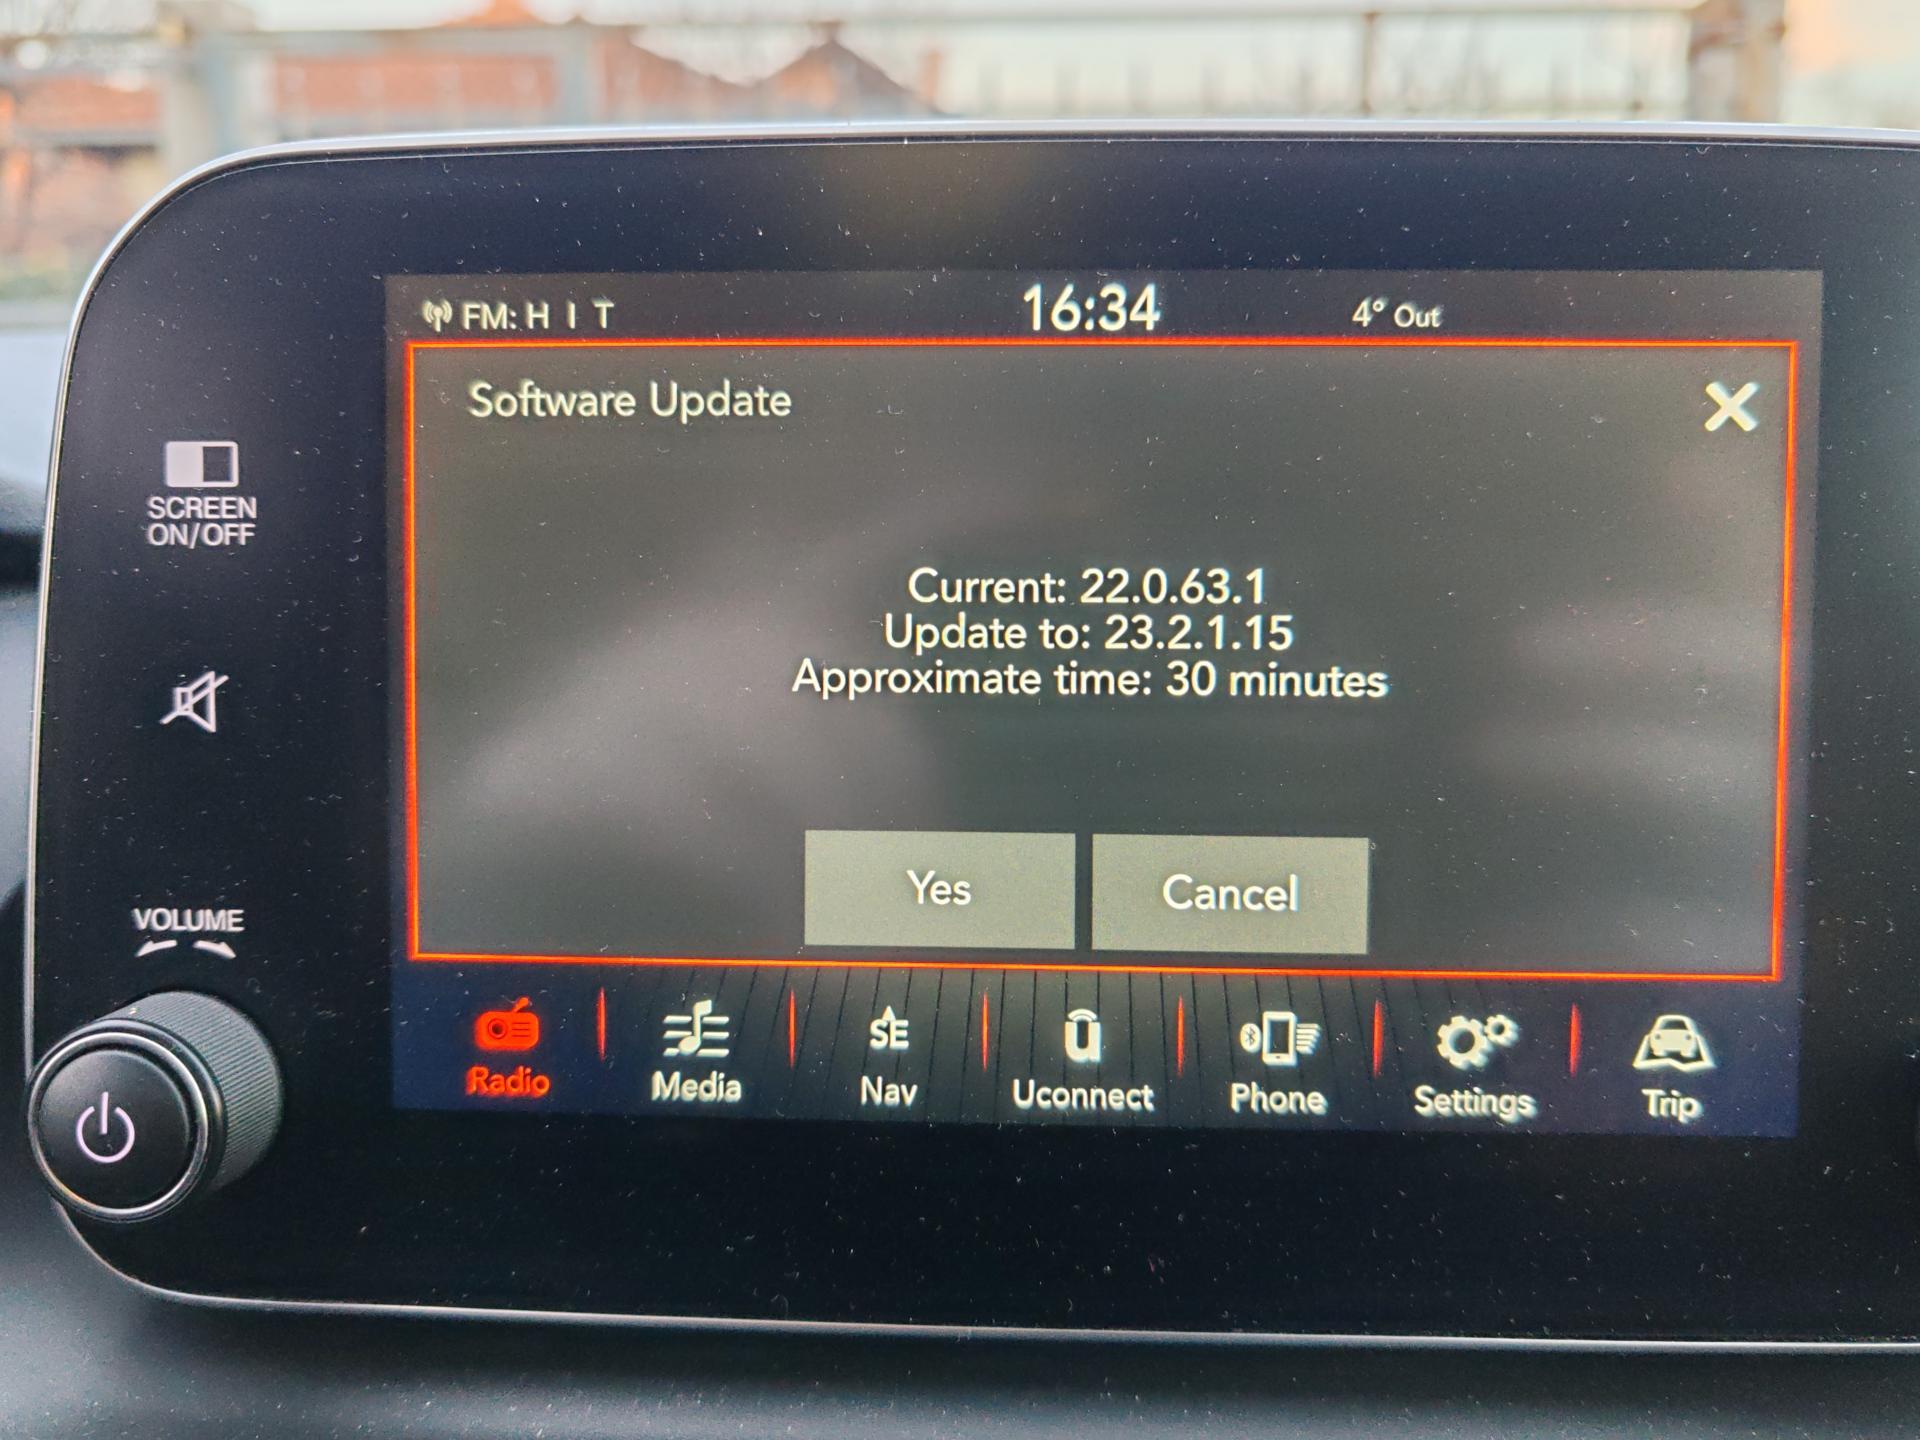 FM: H I T
16:34
4° Out
Software Update
SCREEN
ON/OFF
Current: 22.0.63.1
Update to: 23.2.1.15
Approximate time: 30 minutes
Yes
Cancel
VOLUME
SE
Radio
Media
Nav
Uconnect
Phone
Settings
Trip